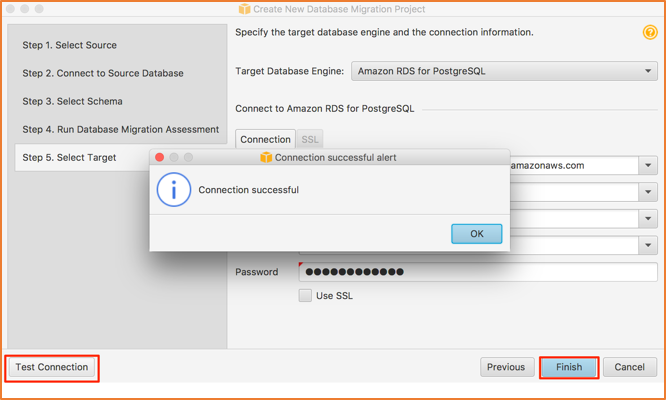 Create New Database Migration Project
Specify the target database engine and the connection information.
Step 1. Select Source
Step 2. Connect to Source Database
Step 3. Select Schema
Step 4. Run Database Migration Assessment
Step 5. Select Target
Target Database Engine: Amazon RDS for PostgreSQL
Connect to Amazon RDS for PostgreSQL
Connection SSL
amazonaws.com
Connection successful alert
Connection successful
OK
Password ●●●●●●●●●●●●
Use SSL
Test Connection Previous Finish Cancel